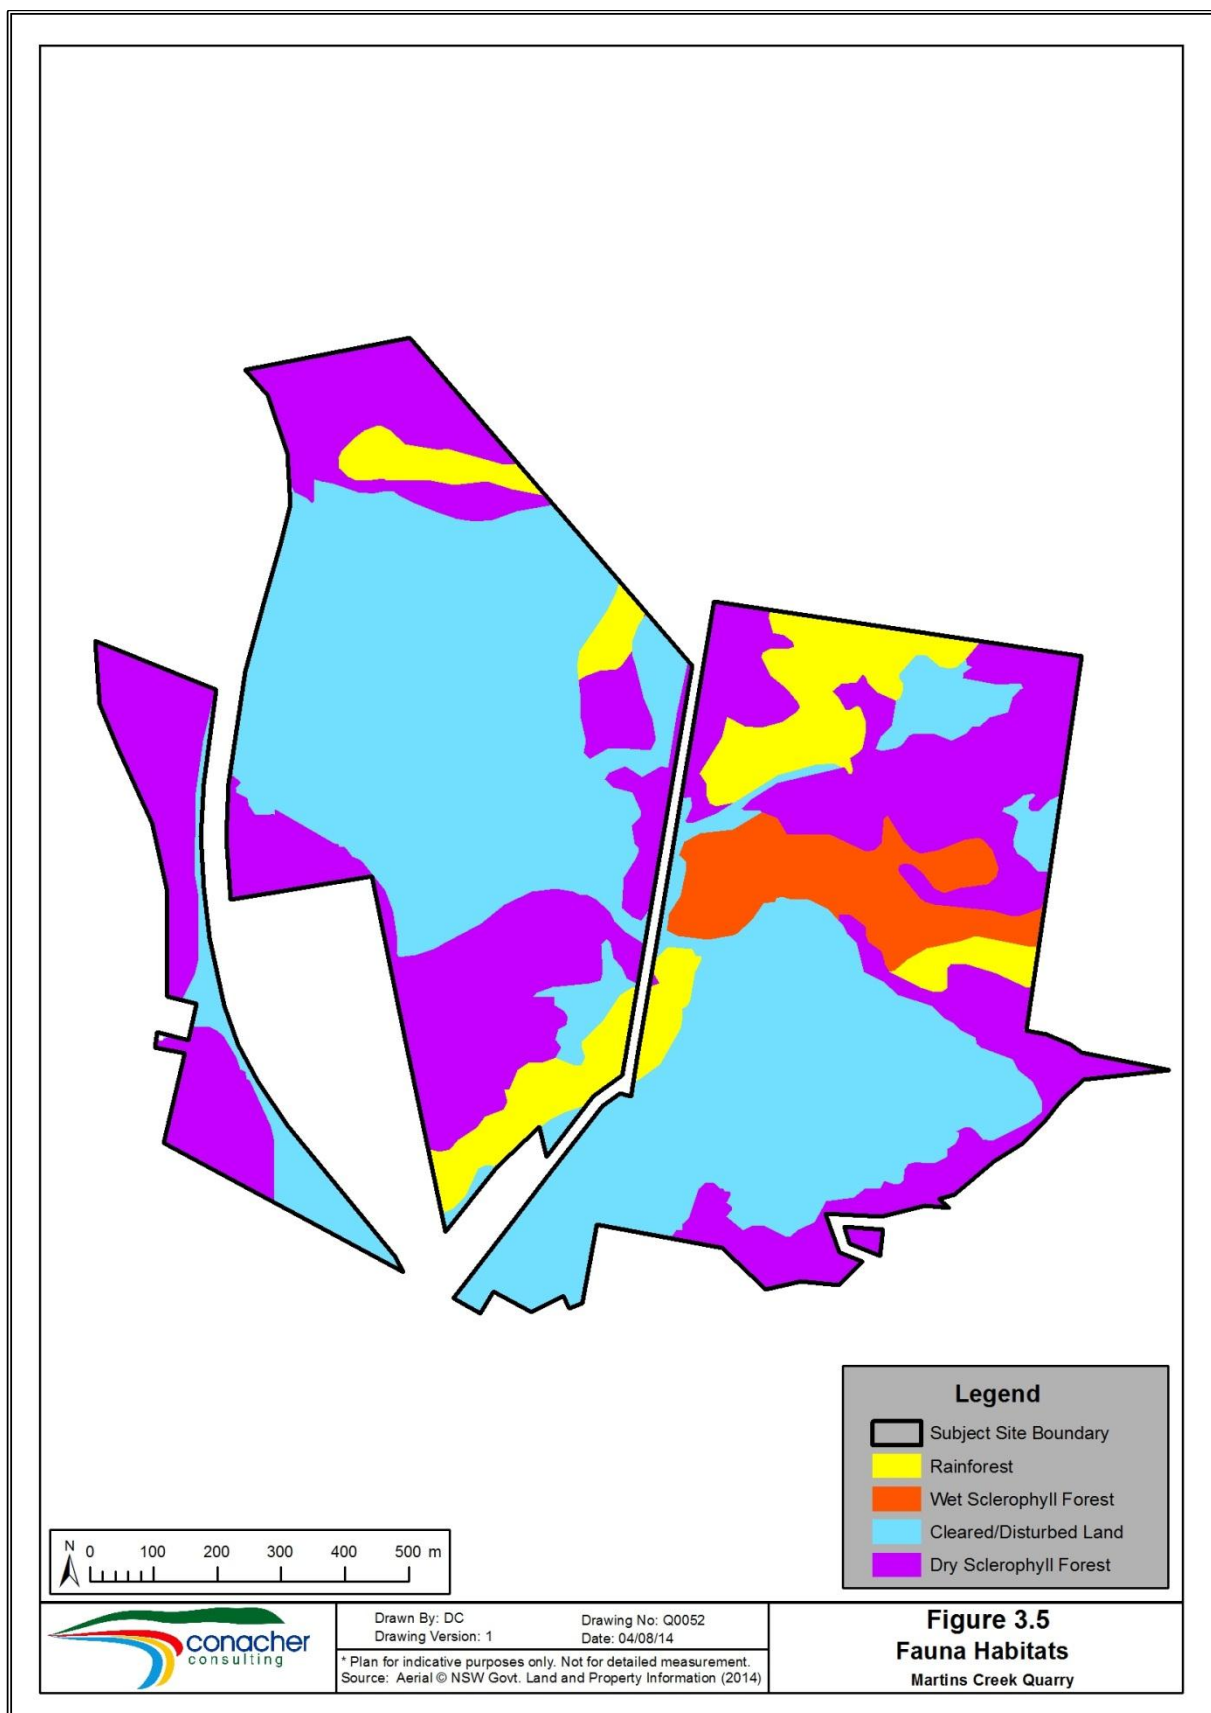 Legend
Subject Site Boundary
Rainforest
Wet Sclerophyll Forest
Cleared/Disturbed Land
Dry Sclerophyll Forest
N 0 100 200 300 400 500 m
conacher
consulting
Drawn By: DC
Drawing Version: 1
Drawing No: Q0052
Date: 04/08/14
* Plan for indicative purposes only. Not for detailed measurement.
Source: Aerial © NSW Govt. Land and Property Information (2014)
Figure 3.5
Fauna Habitats
Martins Creek Quarry